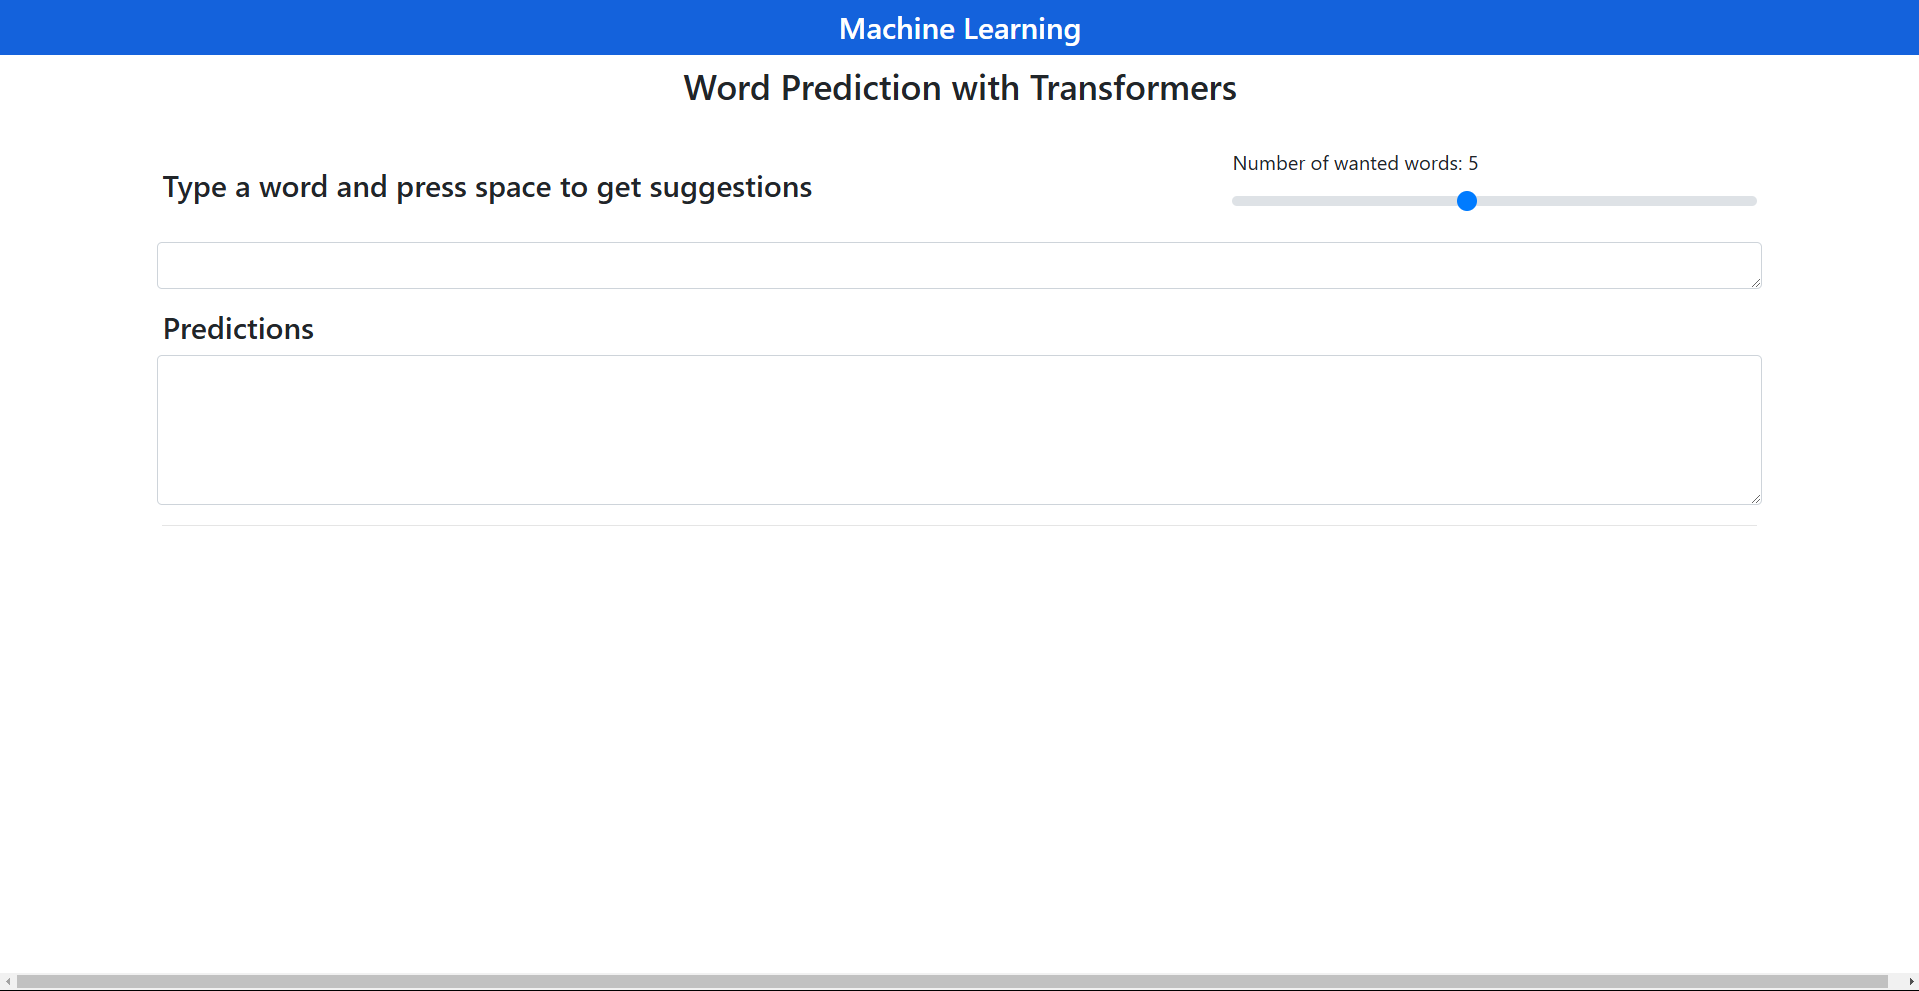 Machine Learning
Word Prediction with Transformers
Number of wanted words: 5
Type a word and press space to get suggestions
Predictions